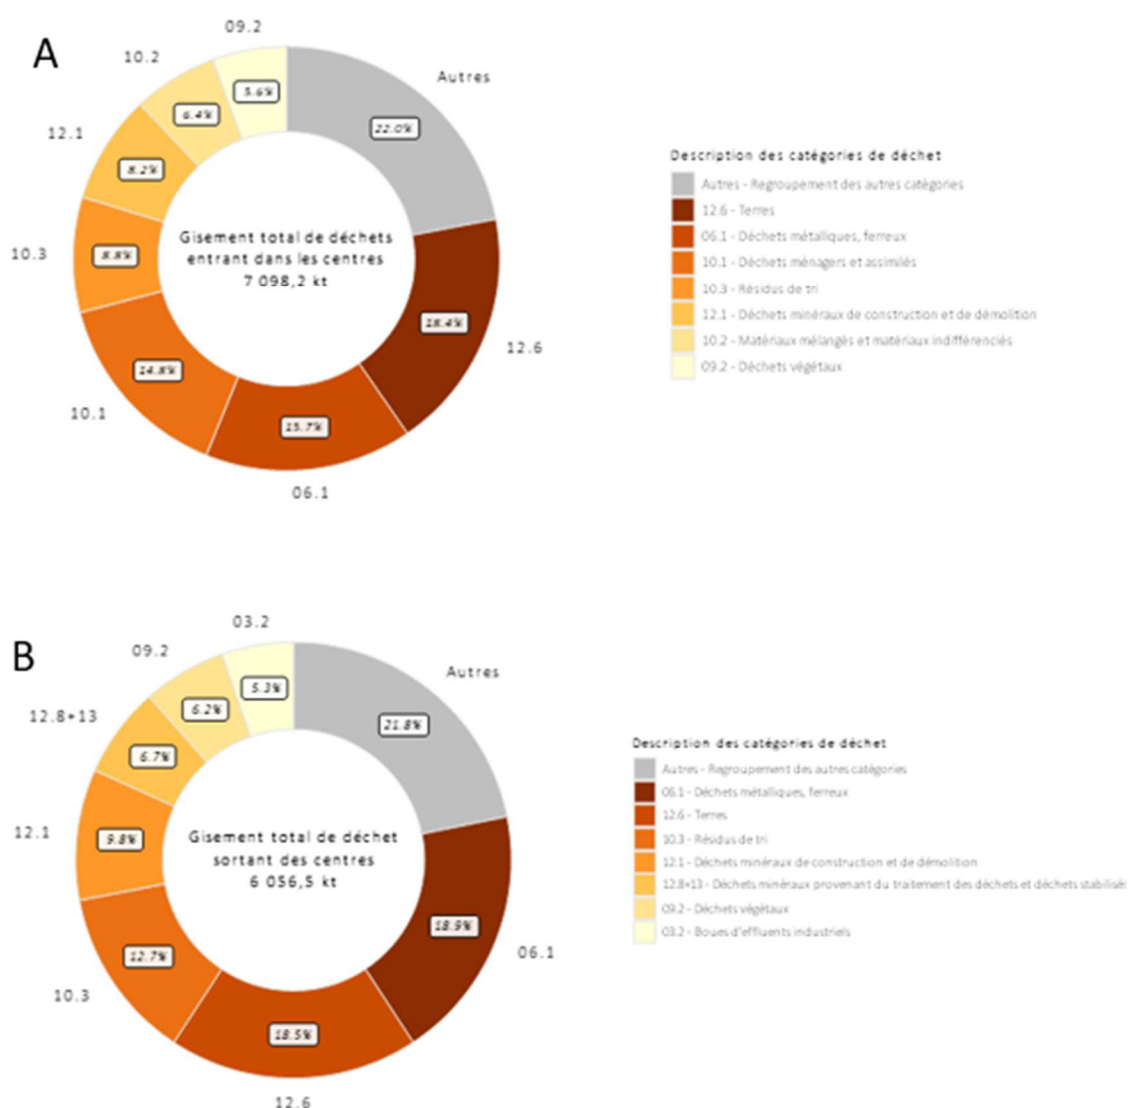 A
09.2
10.2
Autres
5.6%
6.4%
22.0%
12.1
8.2%
Description des catégories de déchet
Autres - Regroupement des autres catégories
12.6 - Terres
06.1 - Déchets métalliques, ferreux
10.1 - Déchets ménagers et assimilés
10.3 - Résidus de tri
12.1 - Déchets minéraux de construction et de démolition
10.2 - Matériaux mélangés et matériaux indifférenciés
09.2 - Déchets végétaux
10.3
8.8%
Gisement total de déchets
entrant dans les centres
7 098,2 kt
18.4%
12.6
14.8%
10.1
15.7%
06.1
B
03.2
09.2
Autres
5.3%
6.2%
21.8%
12.8+13
6.7%
Description des catégories de déchet
Autres - Regroupement des autres catégories
06.1 - Déchets métalliques, ferreux
12.6 - Terres
10.3 - Résidus de tri
12.1 - Déchets minéraux de construction et de démolition
12.8+13 - Déchets minéraux provenant du traitement des déchets et déchets stabilisés
09.2 - Déchets végétaux
03.2 - Boues d'effluents industriels
12.1
9.8%
Gisement total de déchet
sortant des centres
6 056,5 kt
18.9%
06.1
12.7%
10.3
18.5%
12.6